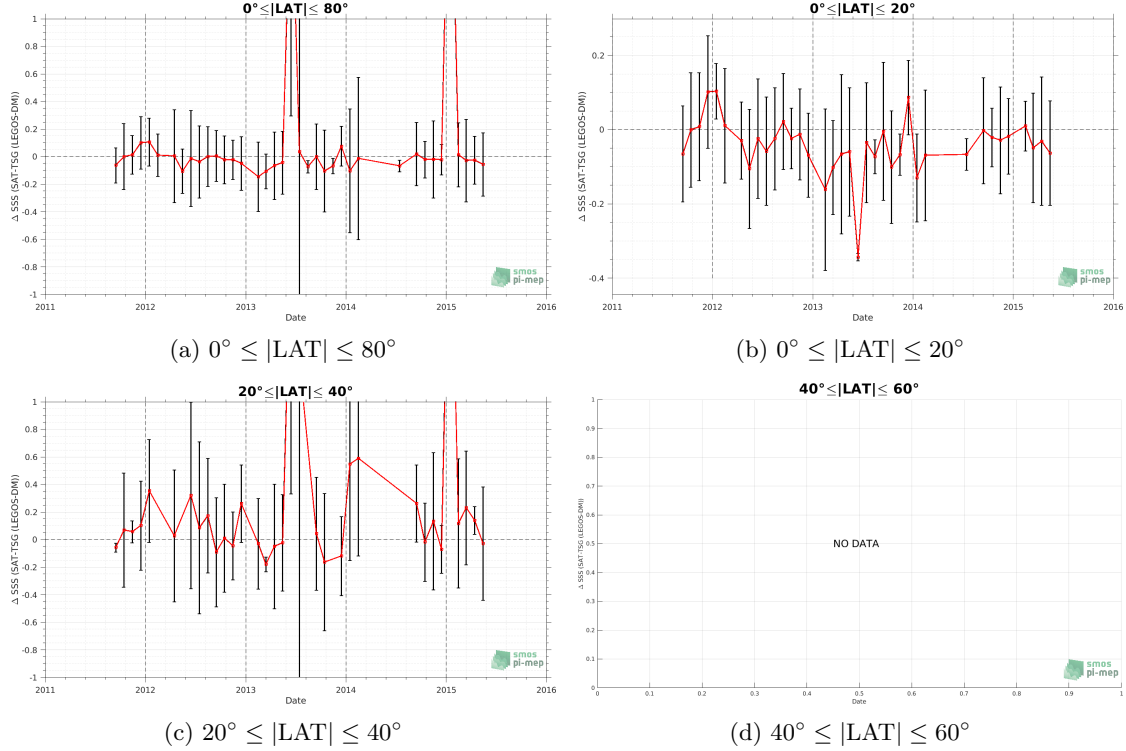 0°≤|LAT|≤ 80°
Δ SSS (SAT-TSG (LEGOS-DM))
1
0.8
0.6
0.4
0.2
0
-0.2
-0.4
-0.6
-0.8
-1
2011
2012
2013
2014
2015
2016
Date
smos
pi-mep
(a) 0° ≤ |LAT| ≤ 80°
0°≤|LAT|≤ 20°
Δ SSS (SAT-TSG (LEGOS-DM))
0.2
0
-0.2
-0.4
2011
2012
2013
2014
2015
2016
Date
smos
pi-mep
(b) 0° ≤ |LAT| ≤ 20°
20°≤|LAT|≤ 40°
Δ SSS (SAT-TSG (LEGOS-DM))
1
0.8
0.6
0.4
0.2
0
-0.2
-0.4
-0.6
-0.8
-1
2011
2012
2013
2014
2015
2016
Date
smos
pi-mep
(c) 20° ≤ |LAT| ≤ 40°
40°≤|LAT|≤ 60°
Δ SSS (SAT-TSG (LEGOS-DM))
1
0.9
0.8
0.7
0.6
0.5
0.4
0.3
0.2
0.1
0
NO DATA
0
0.1
0.2
0.3
0.4
0.5
0.6
0.7
0.8
0.9
1
Date
smos
pi-mep
(d) 40° ≤ |LAT| ≤ 60°